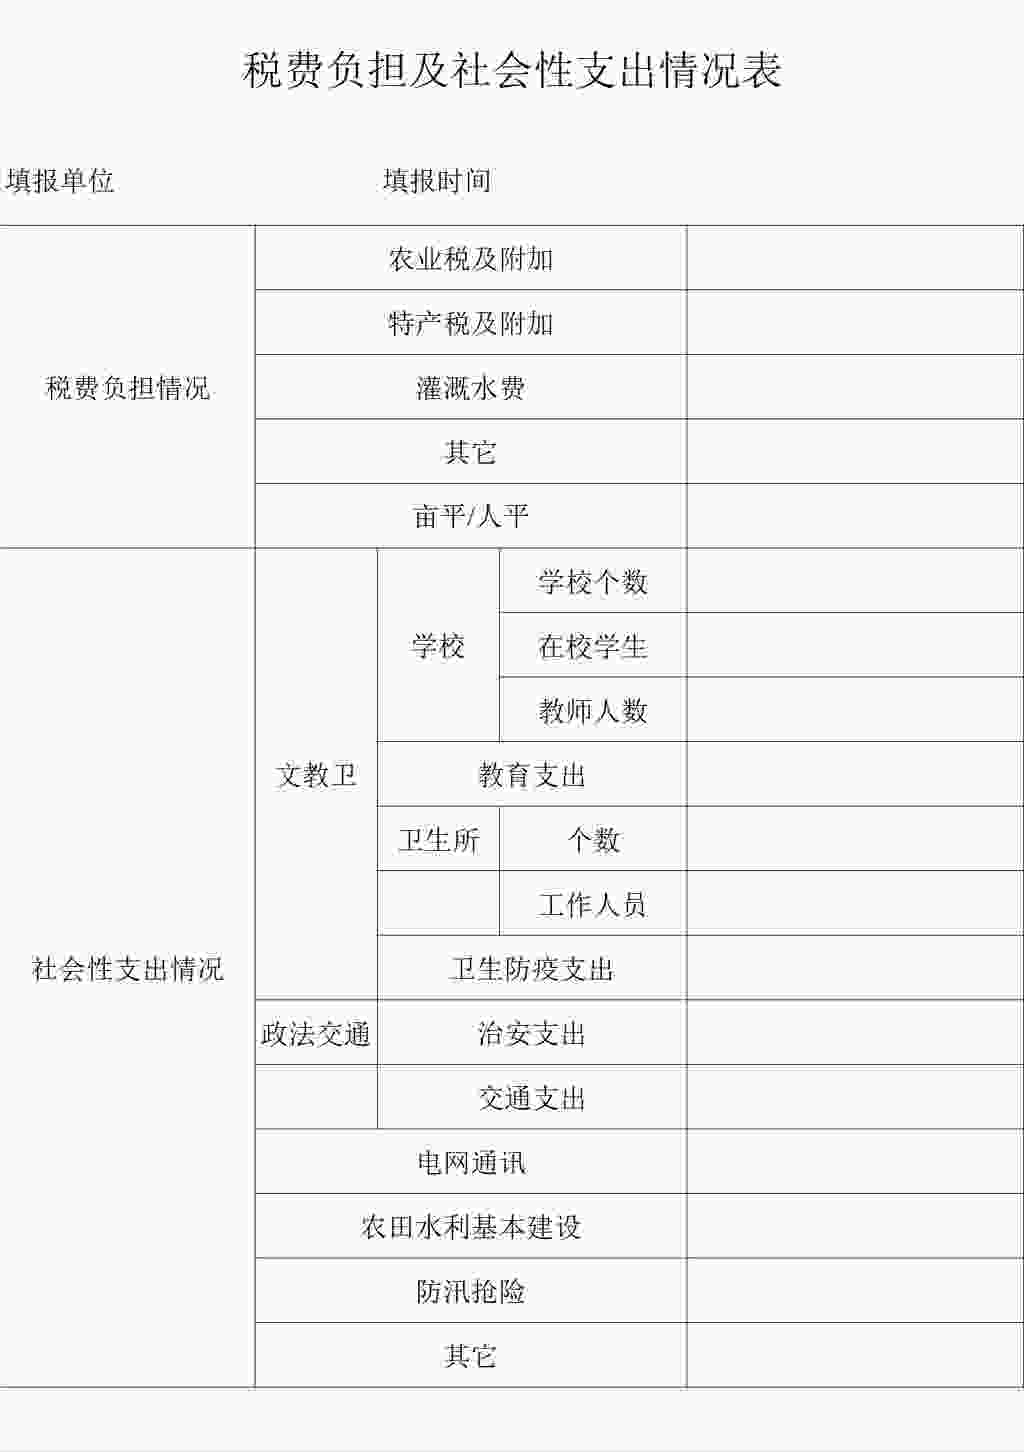 税费负担及社会性支出情况表
填报单位 填报时间
税费负担情况
农业税及附加
特产税及附加
灌溉水费
其它
亩平/人平
社会性支出情况
文教卫
学校
学校个数
在校学生
教师人数
教育支出
卫生所
个数
工作人员
卫生防疫支出
政法交通
治安支出
交通支出
电网通讯
农田水利基本建设
防汛抢险
其它